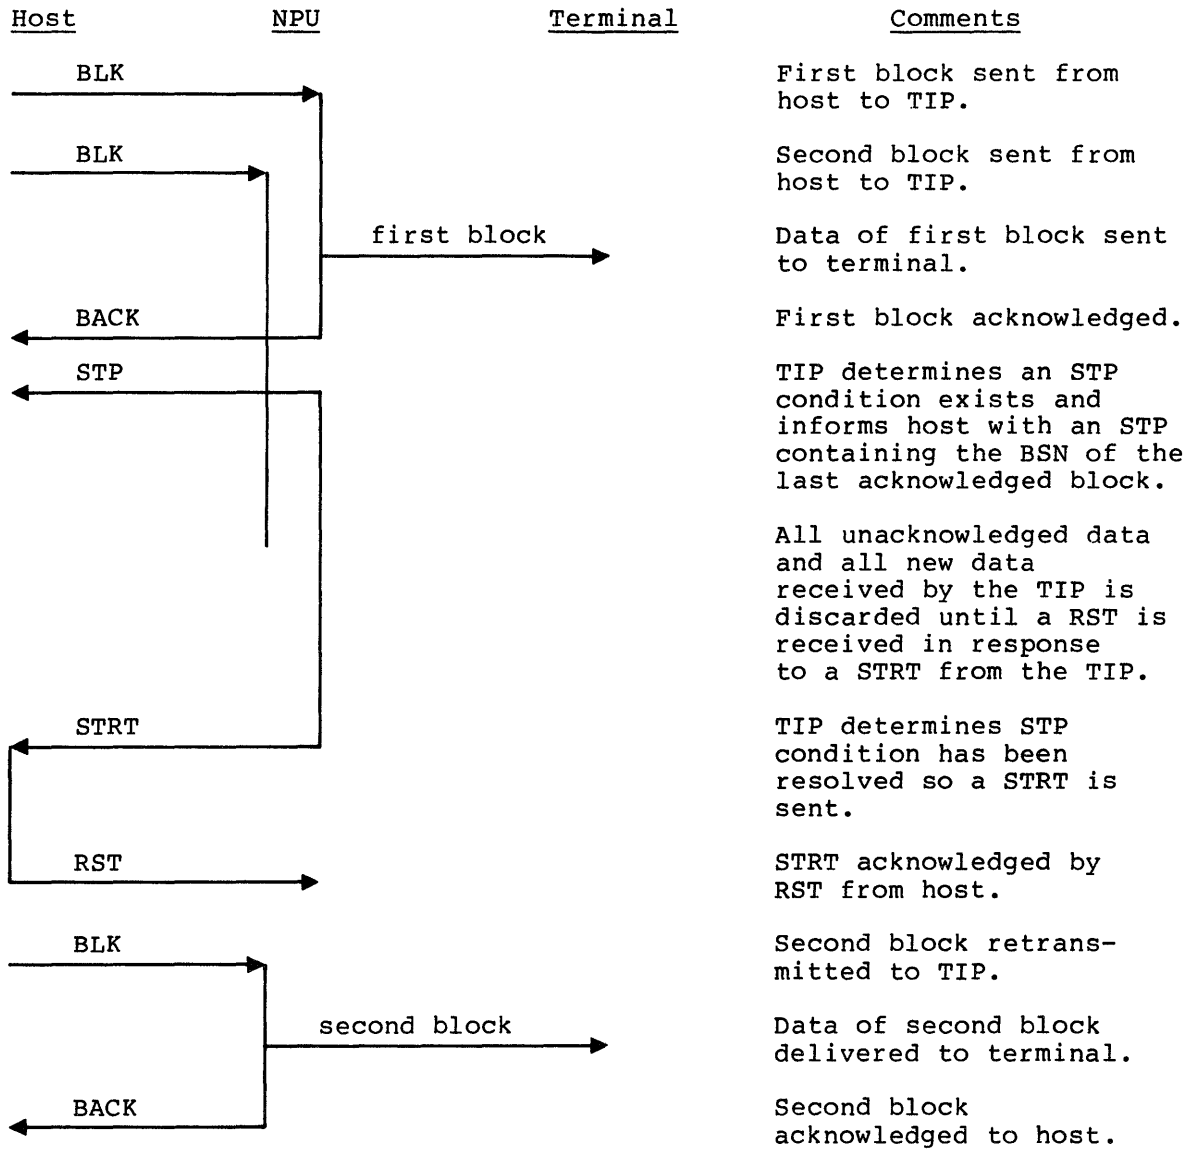 Host NPU Terminal Comments
BLK
First block sent from
host to TIP.
BLK
Second block sent from
host to TIP.
first block
Data of first block sent
to terminal.
BACK
First block acknowledged.
STP
TIP determines an STP
condition exists and
informs host with an STP
containing the BSN of the
last acknowledged block.
All unacknowledged data
and all new data
received by the TIP is
discarded until a RST is
received in response
to a STRT from the TIP.
STRT
TIP determines STP
condition has been
resolved so a STRT is
sent.
RST
STRT acknowledged by
RST from host.
BLK
Second block retrans-
mitted to TIP.
second block
Data of second block
delivered to terminal.
BACK
Second block
acknowledged to host.